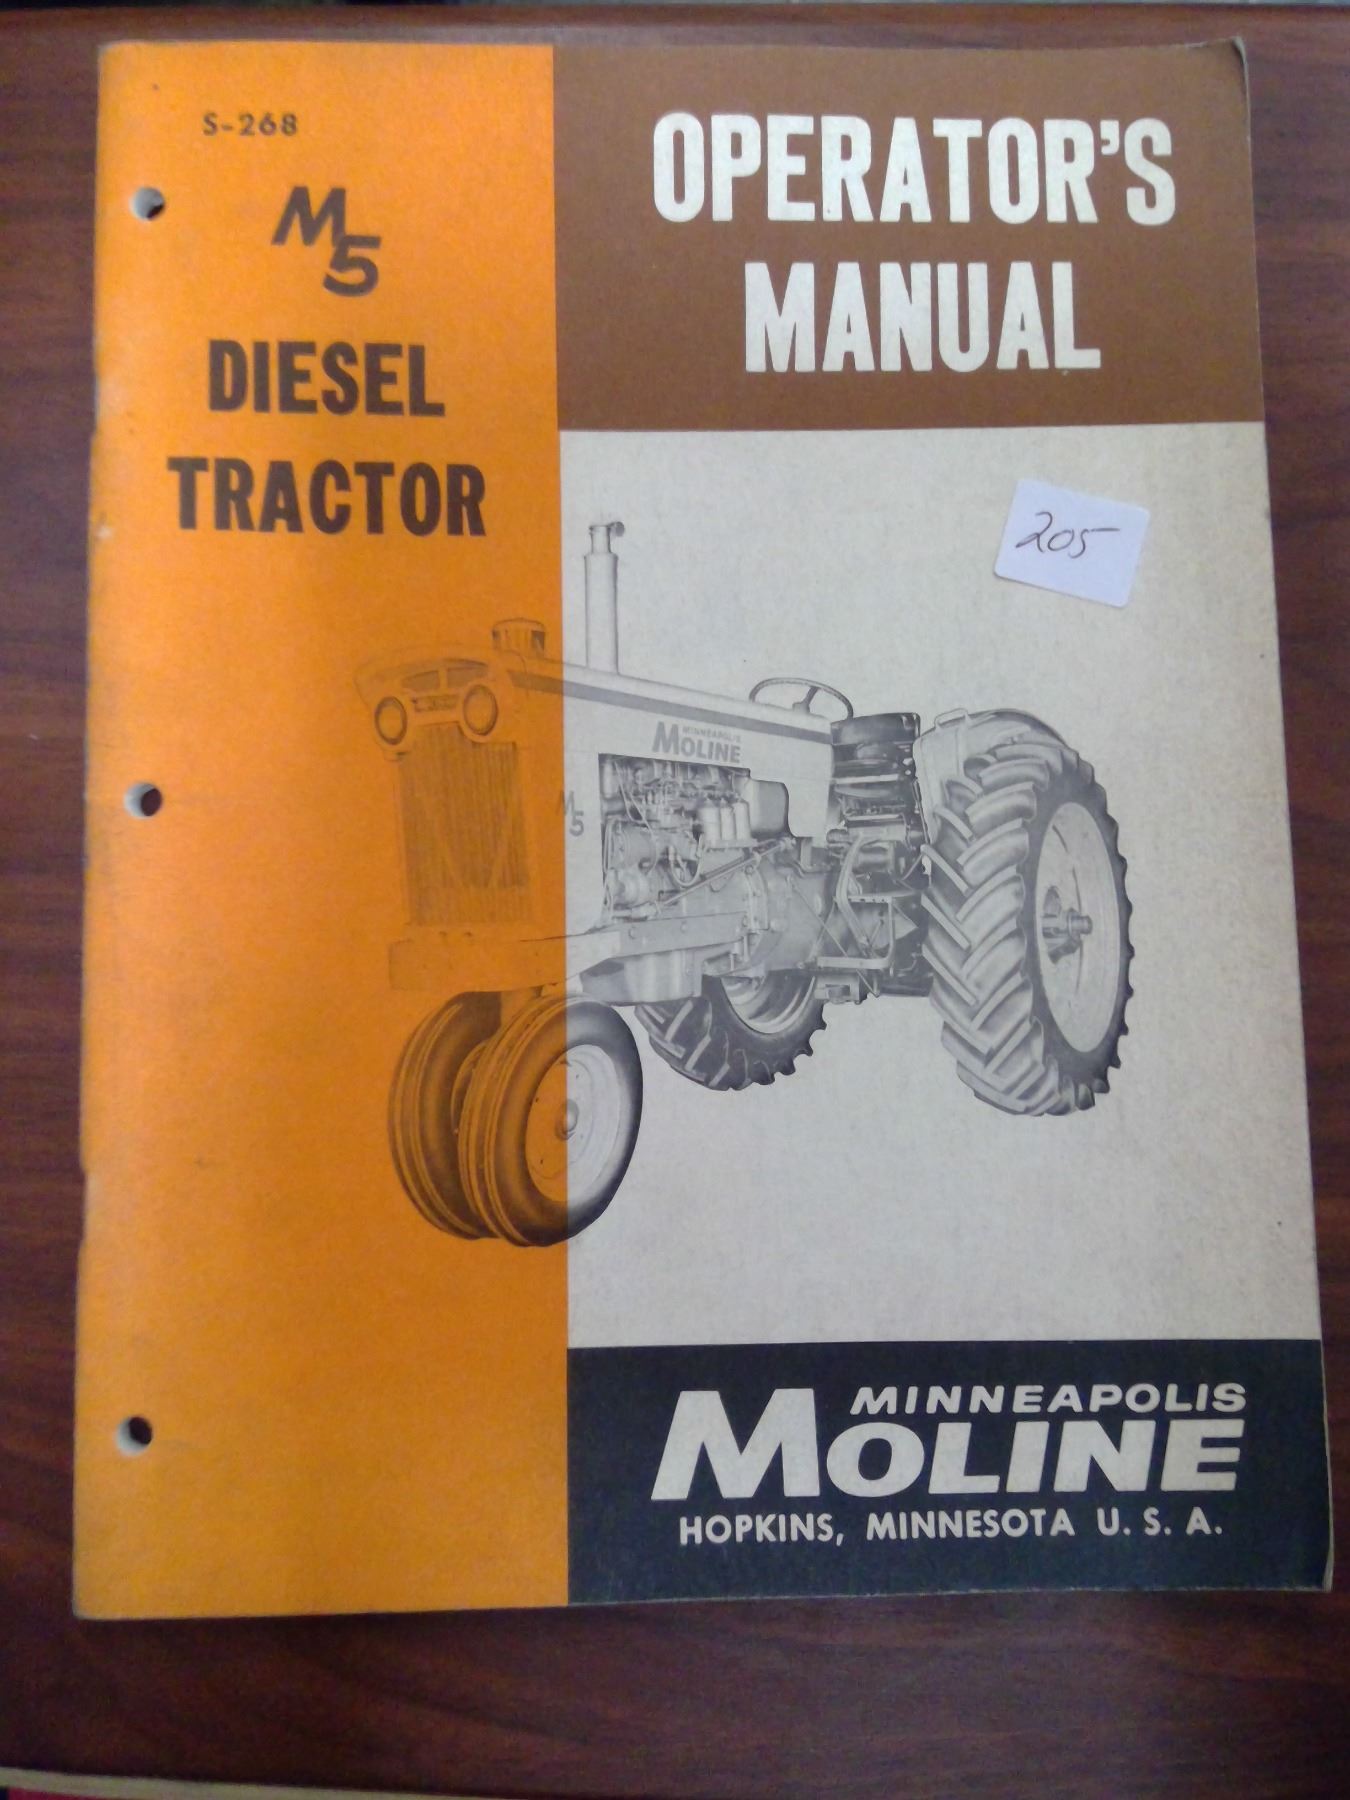 S-268
M5
DIESEL
TRACTOR
OPERATOR'S
MANUAL
205
MINNEAPOLIS
MOLINE
M5
MINNEAPOLIS
MOLINE
HOPKINS, MINNESOTA U. S. A.